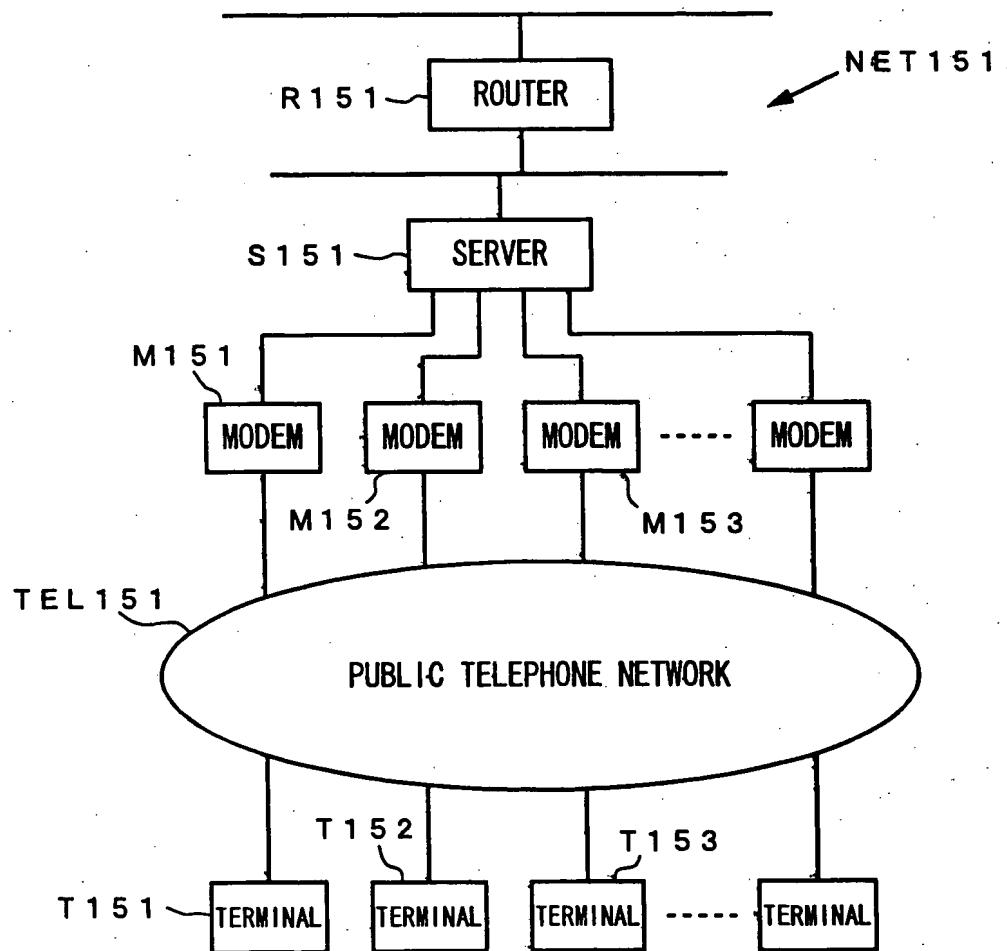 NET151
R151 ROUTER
S151 SERVER
M151
MODEM MODEM MODEM ----- MODEM
M152 M153
TEL151
PUBLIC TELEPHONE NETWORK
T152 T153
T151 TERMINAL TERMINAL TERMINAL ----- TERMINAL